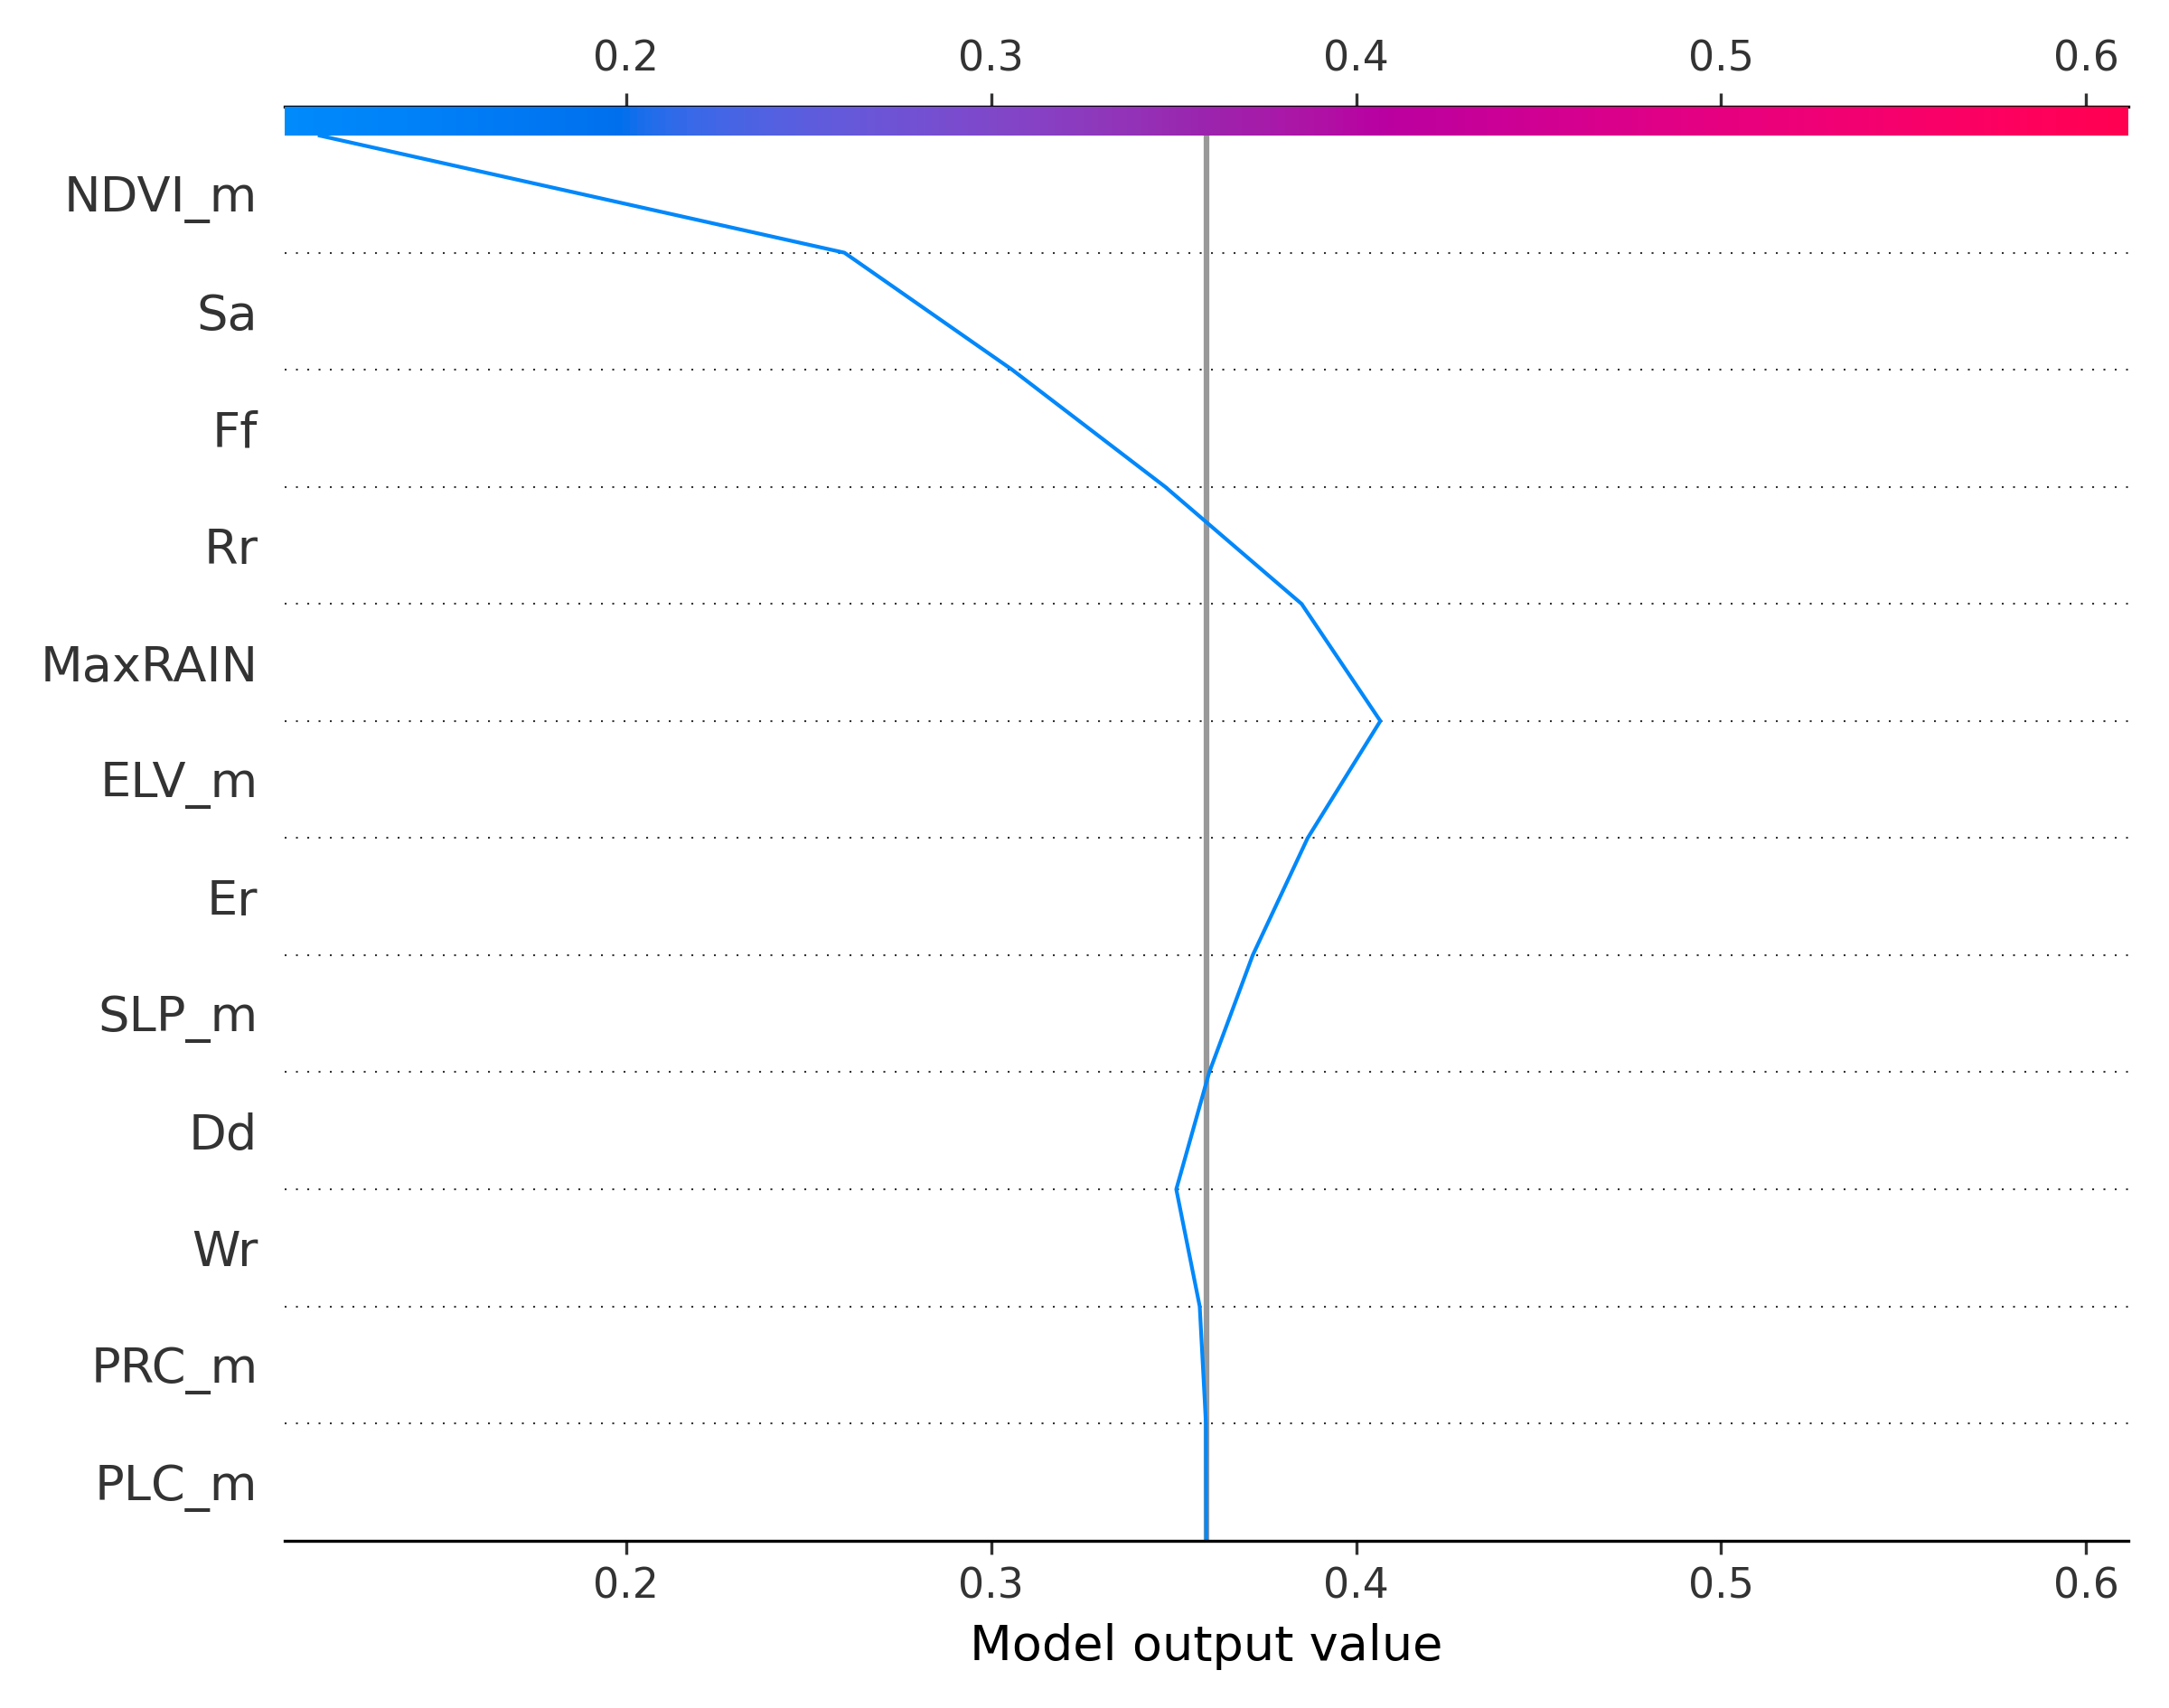 0.2 0.3 0.4 0.5 0.6
NDVI_m
Sa
Ff
Rr
MaxRAIN
ELV_m
Er
SLP_m
Dd
Wr
PRC_m
PLC_m
0.2 0.3 0.4 0.5 0.6
Model output value